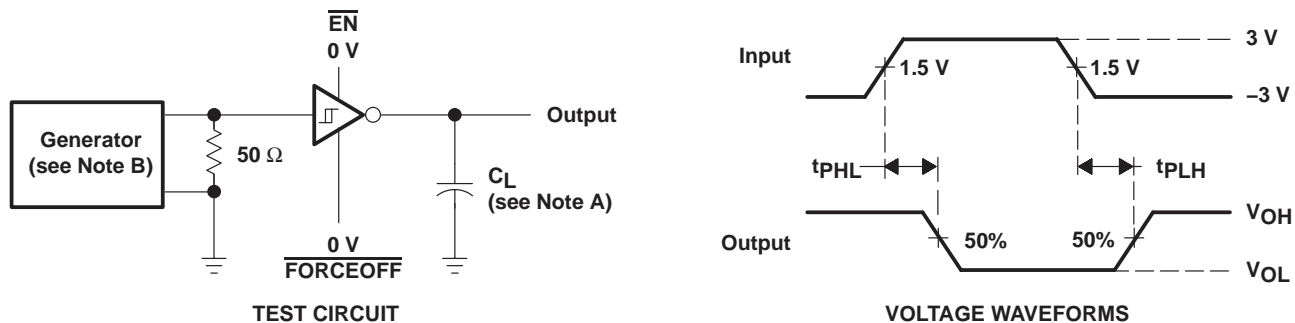 EN
0 V
Generator
(see Note B)
50 Ω
Output
CL
(see Note A)
0 V
FORCEOFF
TEST CIRCUIT
Input
3 V
1.5 V
1.5 V
–3 V
tPHL
tPLH
Output
50%
50%
VOH
VOL
VOLTAGE WAVEFORMS